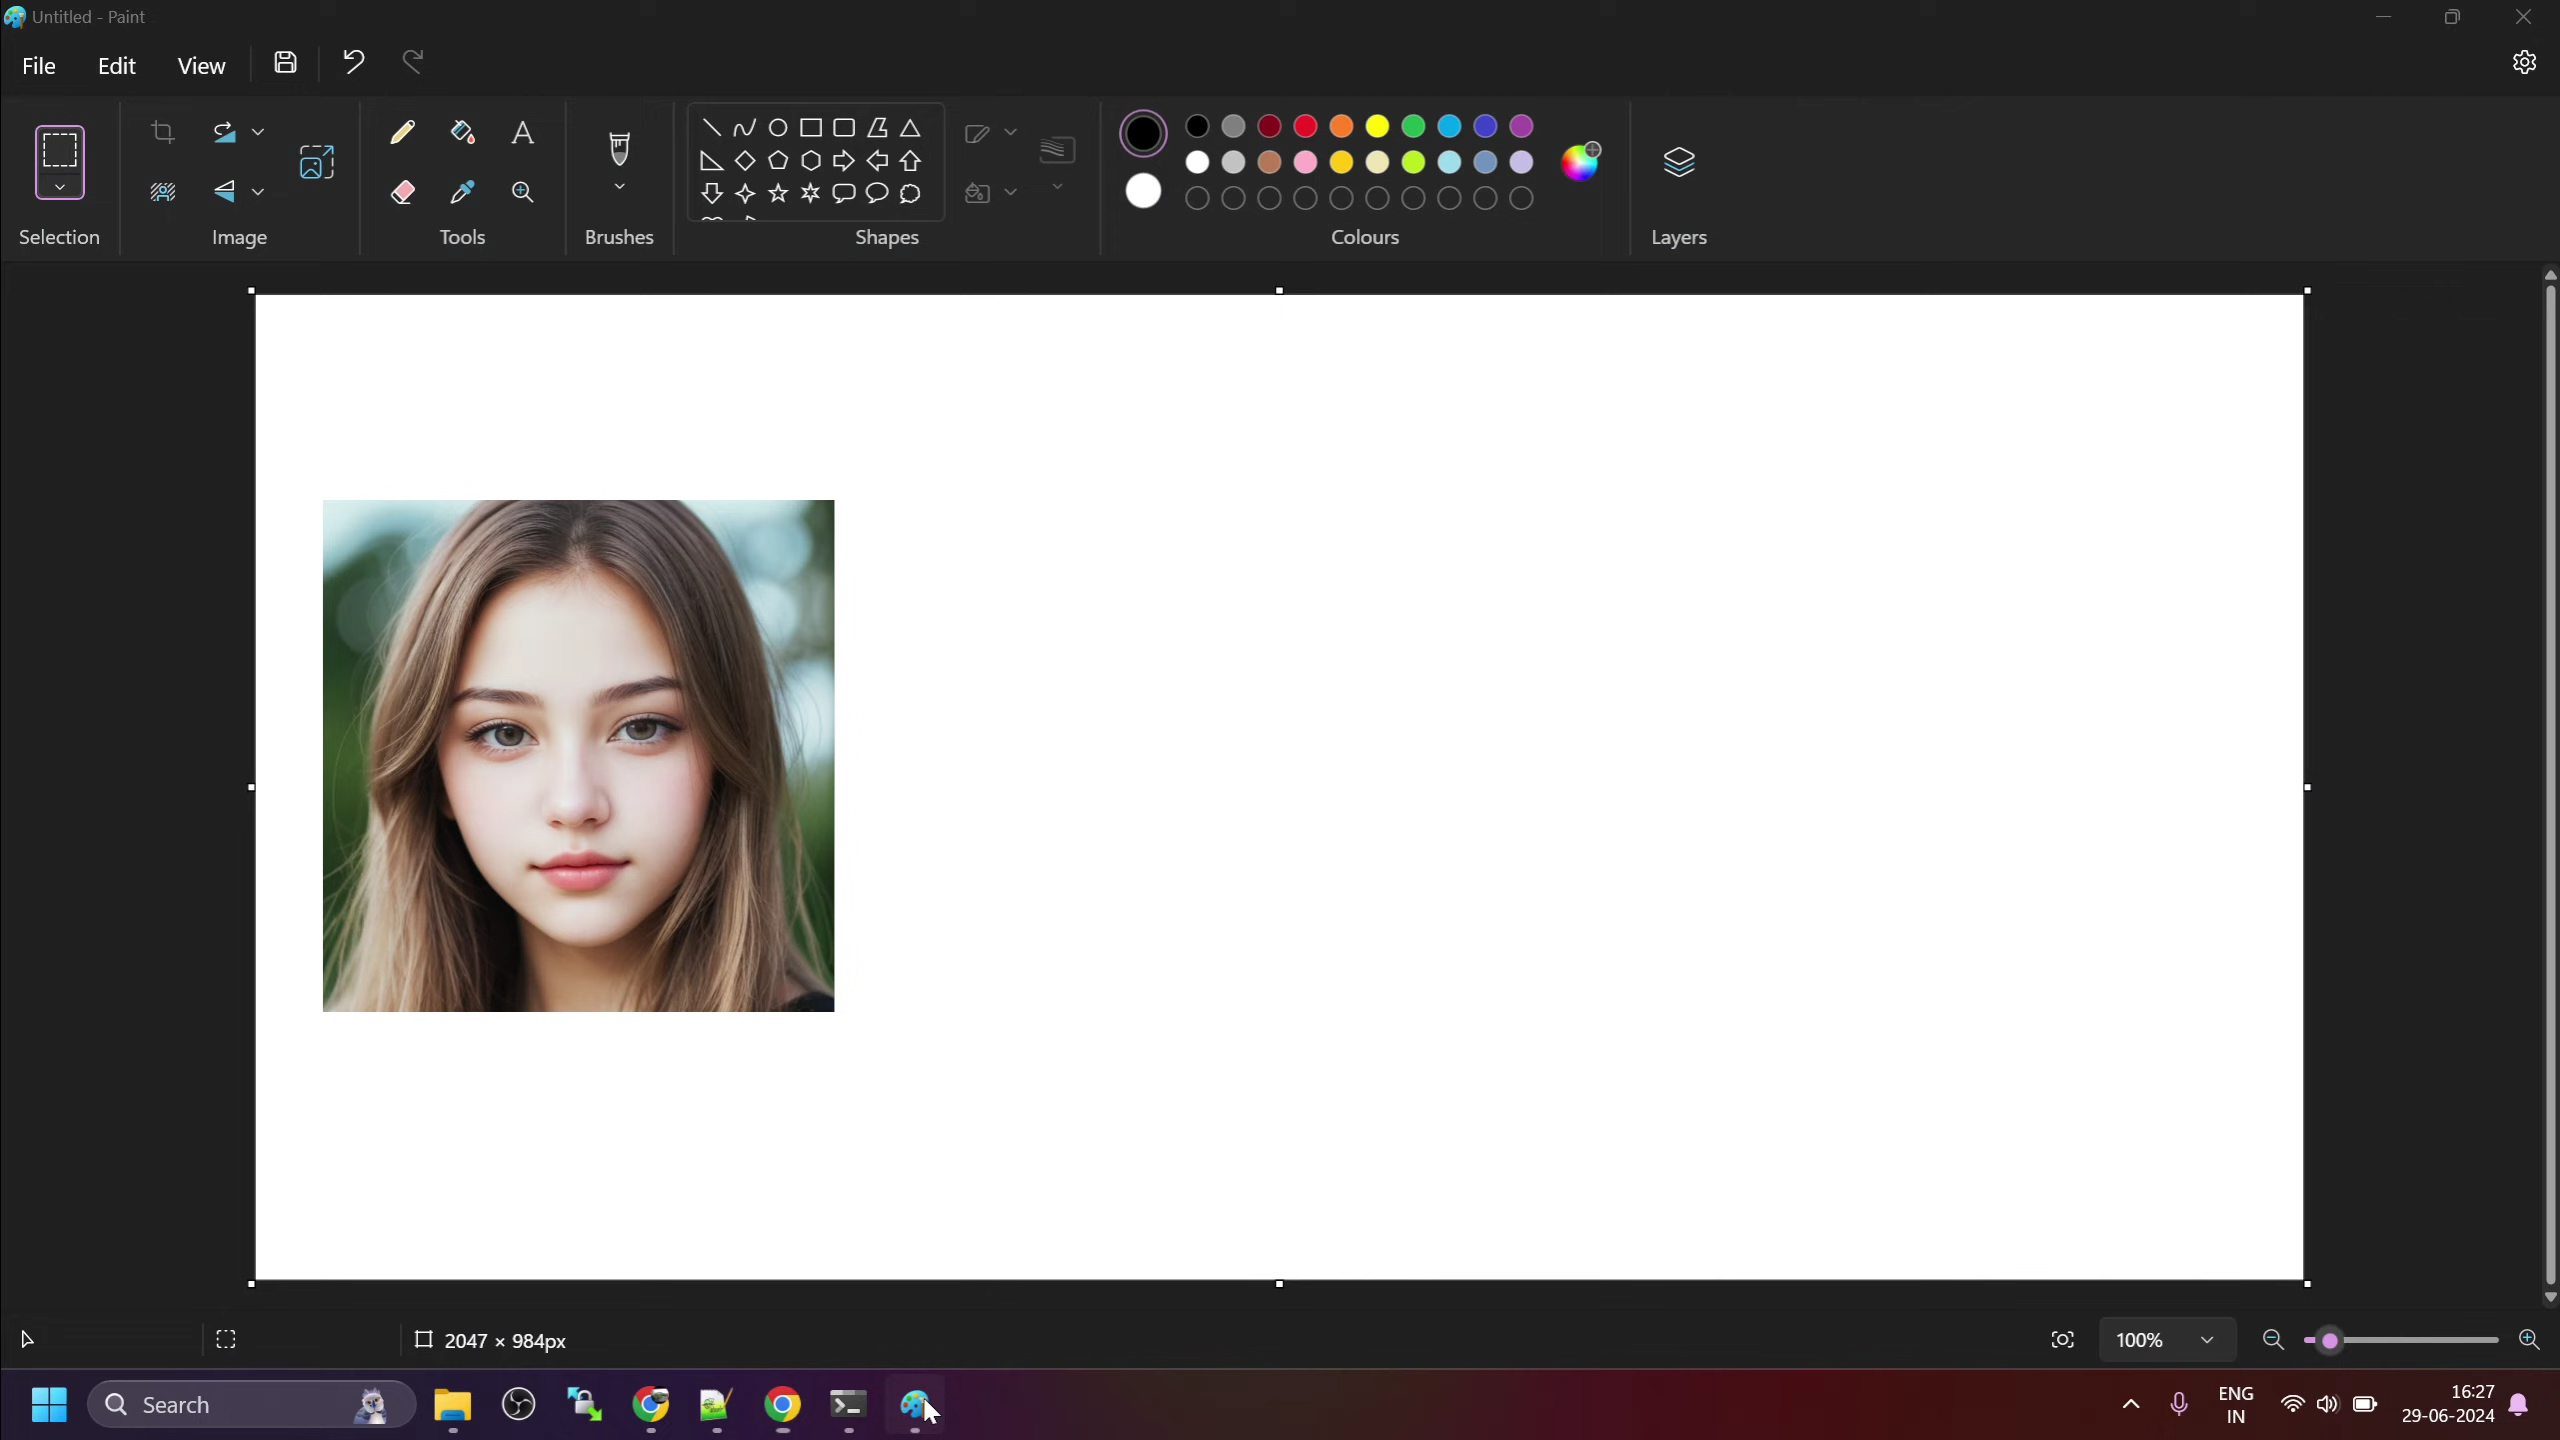 Untitled - Paint
File Edit View
Selection Image Tools Brushes Shapes Colours Layers
2047 × 984px 100%
Search ENG 16:27
IN 29-06-2024